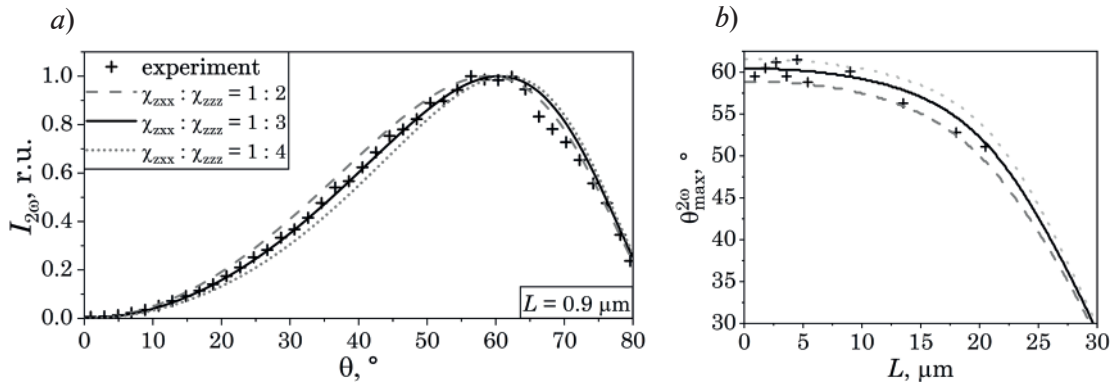 a)
1.0
0.8
0.6
0.4
0.2
0.0
I2ω, r.u.
+ experiment
χzxx : χzzz = 1 : 2
χzxx : χzzz = 1 : 3
χzxx : χzzz = 1 : 4
L = 0.9 μm
0 10 20 30 40 50 60 70 80
θ, °
b)
60
55
50
45
40
35
30
θ2ωmax, °
0 5 10 15 20 25 30
L, μm